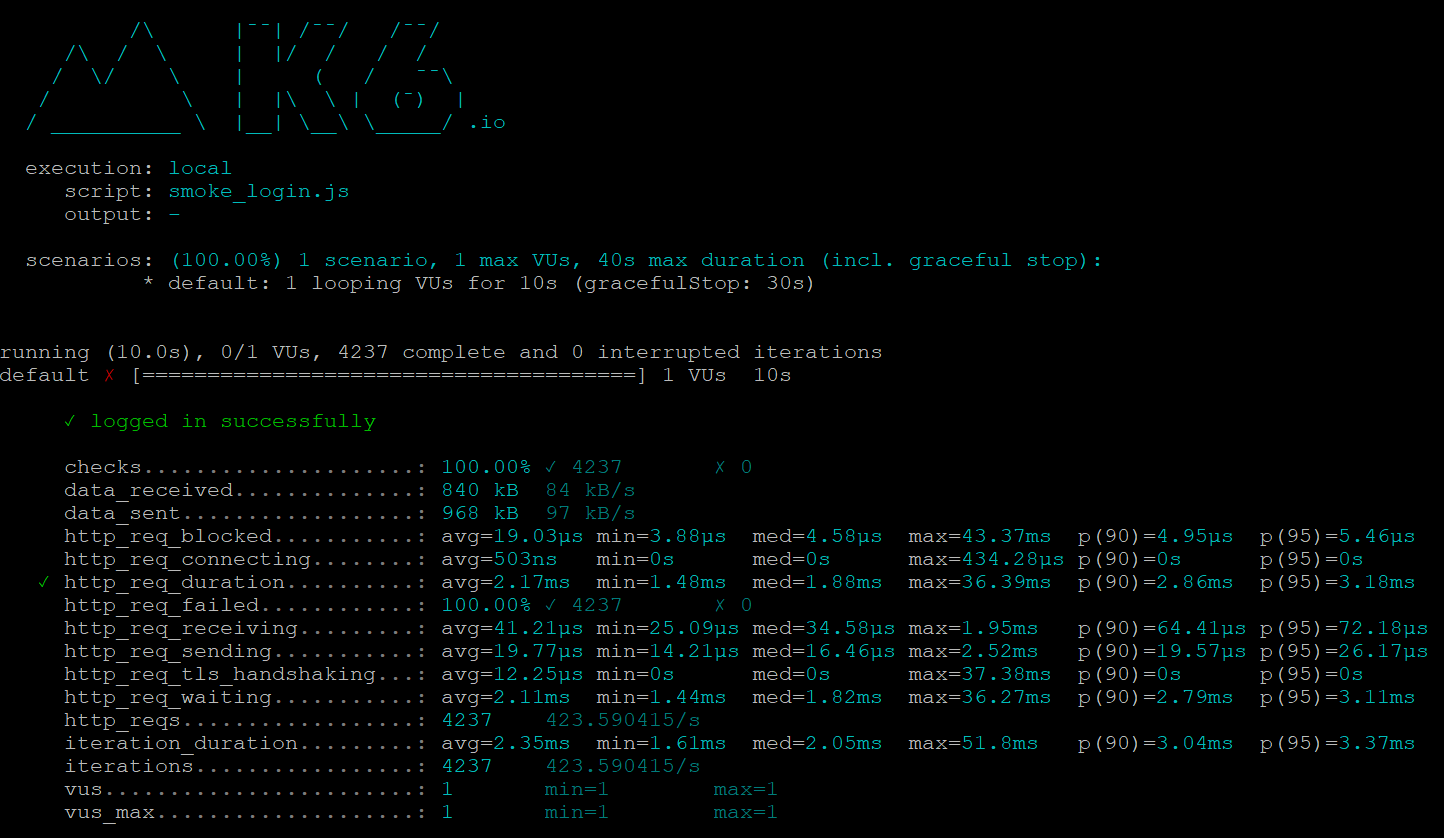 /\      |‾‾| /‾‾/   /‾‾/
     /\  /  \     |  |/  /   /  /
    /  \/    \    |     (   /   ‾‾\
   /          \   |  |\  \ |  (‾)  |
  / __________ \  |__| \__\ \_____/ .io

  execution: local
     script: smoke_login.js
     output: -

  scenarios: (100.00%) 1 scenario, 1 max VUs, 40s max duration (incl. graceful stop):
           * default: 1 looping VUs for 10s (gracefulStop: 30s)

running (10.0s), 0/1 VUs, 4237 complete and 0 interrupted iterations
default ✗ [======================================] 1 VUs  10s

     ✓ logged in successfully

     checks.....................: 100.00% ✓ 4237       ✗ 0
     data_received..............: 840 kB  84 kB/s
     data_sent..................: 968 kB  97 kB/s
     http_req_blocked...........: avg=19.03µs min=3.88µs  med=4.58µs  max=43.37ms  p(90)=4.95µs  p(95)=5.46µs
     http_req_connecting........: avg=503ns   min=0s      med=0s      max=434.28µs p(90)=0s      p(95)=0s
   ✓ http_req_duration..........: avg=2.17ms  min=1.48ms  med=1.88ms  max=36.39ms  p(90)=2.86ms  p(95)=3.18ms
     http_req_failed............: 100.00% ✓ 4237       ✗ 0
     http_req_receiving.........: avg=41.21µs min=25.09µs med=34.58µs max=1.95ms   p(90)=64.41µs p(95)=72.18µs
     http_req_sending...........: avg=19.77µs min=14.21µs med=16.46µs max=2.52ms   p(90)=19.57µs p(95)=26.17µs
     http_req_tls_handshaking...: avg=12.25µs min=0s      med=0s      max=37.38ms  p(90)=0s      p(95)=0s
     http_req_waiting...........: avg=2.11ms  min=1.44ms  med=1.82ms  max=36.27ms  p(90)=2.79ms  p(95)=3.11ms
     http_reqs..................: 4237    423.590415/s
     iteration_duration.........: avg=2.35ms  min=1.61ms  med=2.05ms  max=51.8ms   p(90)=3.04ms  p(95)=3.37ms
     iterations.................: 4237    423.590415/s
     vus........................: 1       min=1        max=1
     vus_max....................: 1       min=1        max=1